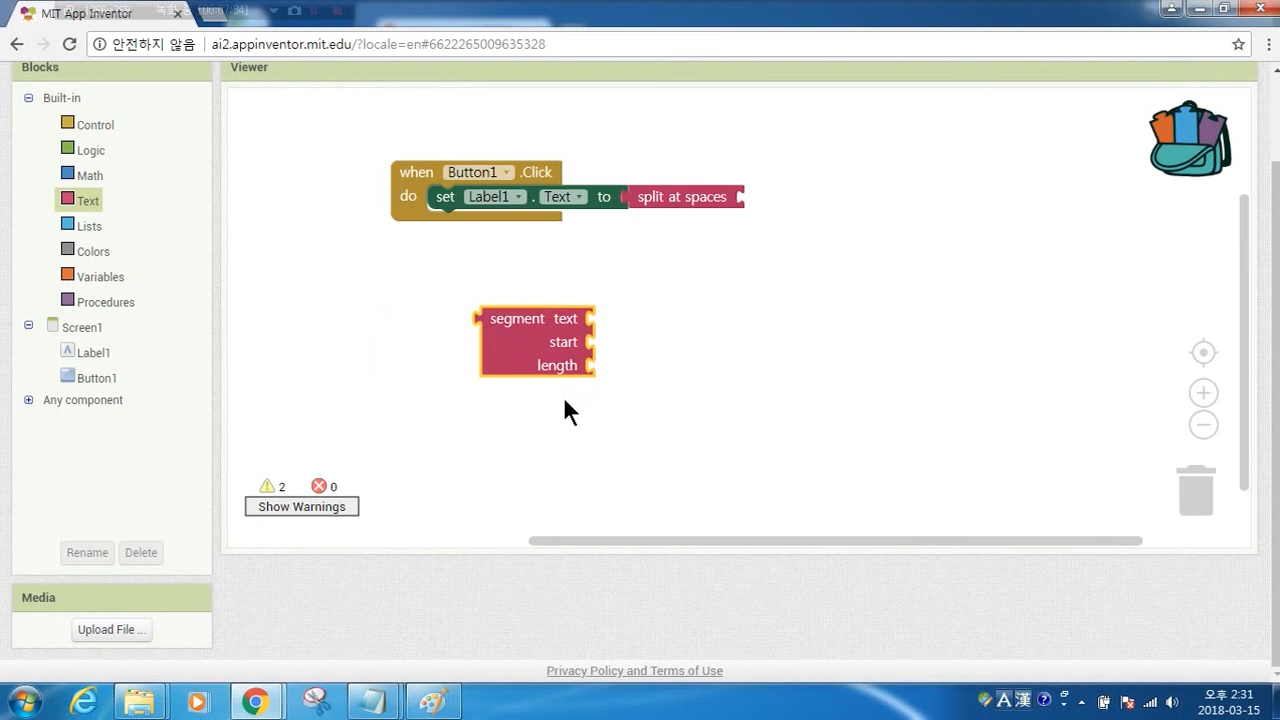 MIT App Inventor
안전하지 않음 ai2.appinventor.mit.edu/?locale=en#6622265009635328
Blocks
Viewer
Built-in
Control
Logic
Math
Text
Lists
Colors
Variables
Procedures
Screen1
Label1
Button1
Any component
Rename Delete
Media
Upload File ...
when Button1 .Click
do set Label1 . Text to split at spaces
segment text
start
length
2 0
Show Warnings
Privacy Policy and Terms of Use
A 漢
오후 2:31
2018-03-15